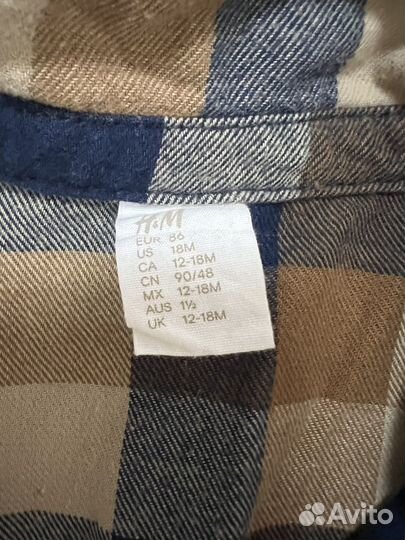 H&M
EUR 86
US 18M
CA 12-18M
CN 90/48
MX 12-18M
AUS 1½
UK 12-18M
Avito